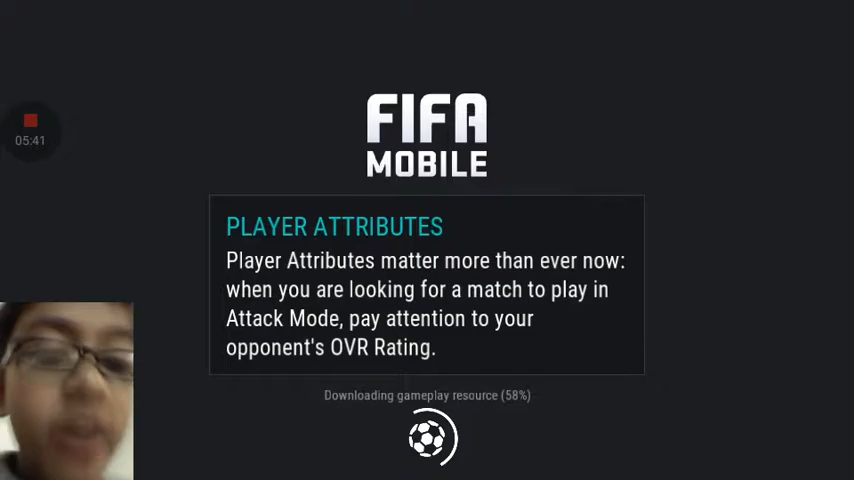 FIFA
MOBILE
05:41
PLAYER ATTRIBUTES
Player Attributes matter more than ever now:
when you are looking for a match to play in
Attack Mode, pay attention to your
opponent's OVR Rating.
Downloading gameplay resource (58%)